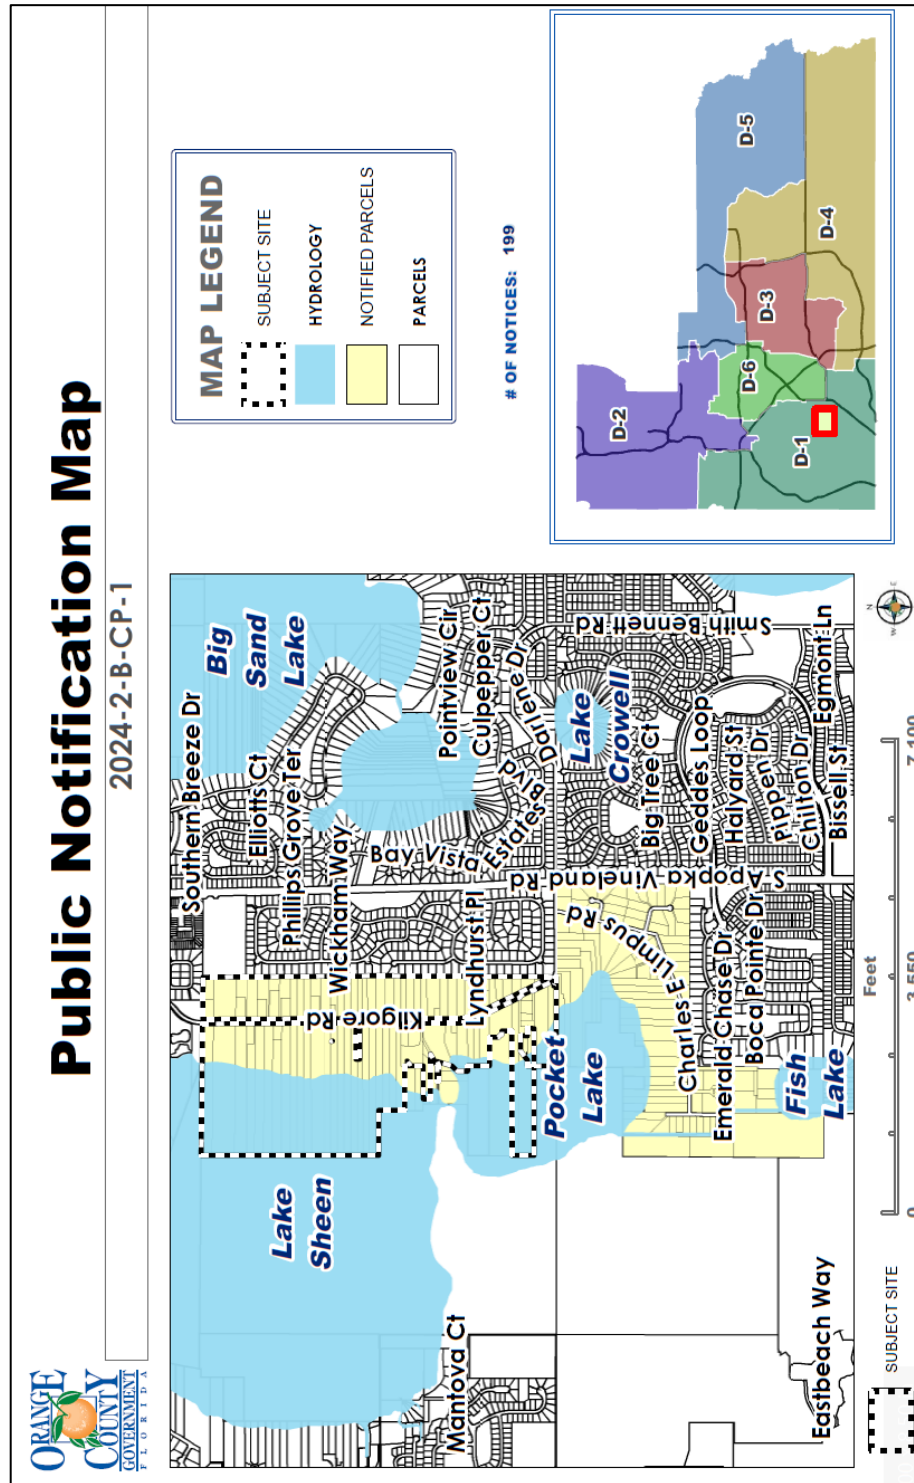 ORANGE
COUNTY
GOVERNMENT
FLORIDA
Public Notification Map
2024-2-B-CP-1
Southern Breeze Dr
Big
Sand
Lake
Elliotts Ct
Phillips Grove Ter
Lake
Sheen
Wickham Way
Kilgore Rd
Bay Vista
Estates Blvd
Pointview Cir
Culpepper Ct
Darlene Dr
Mantova Ct
Lyndhurst Pl
Pocket
Lake
S Apopka Vineland Rd
Lake
Crowell
Smith Bennett Rd
Charles E Limpus Rd
Big Tree Ct
Emerald Chase Dr
Bocal Pointe Dr
Geddes Loop
Halyard St
Pippen Dr
Chilton Dr
Fish
Lake
Eastbeach Way
Bissell St
Egmont Ln
MAP LEGEND
SUBJECT SITE
HYDROLOGY
NOTIFIED PARCELS
PARCELS
# OF NOTICES: 199
D-2
D-5
D-6
D-3
D-1
D-4
SUBJECT SITE
Feet
0 3,550 7,100
N
W E